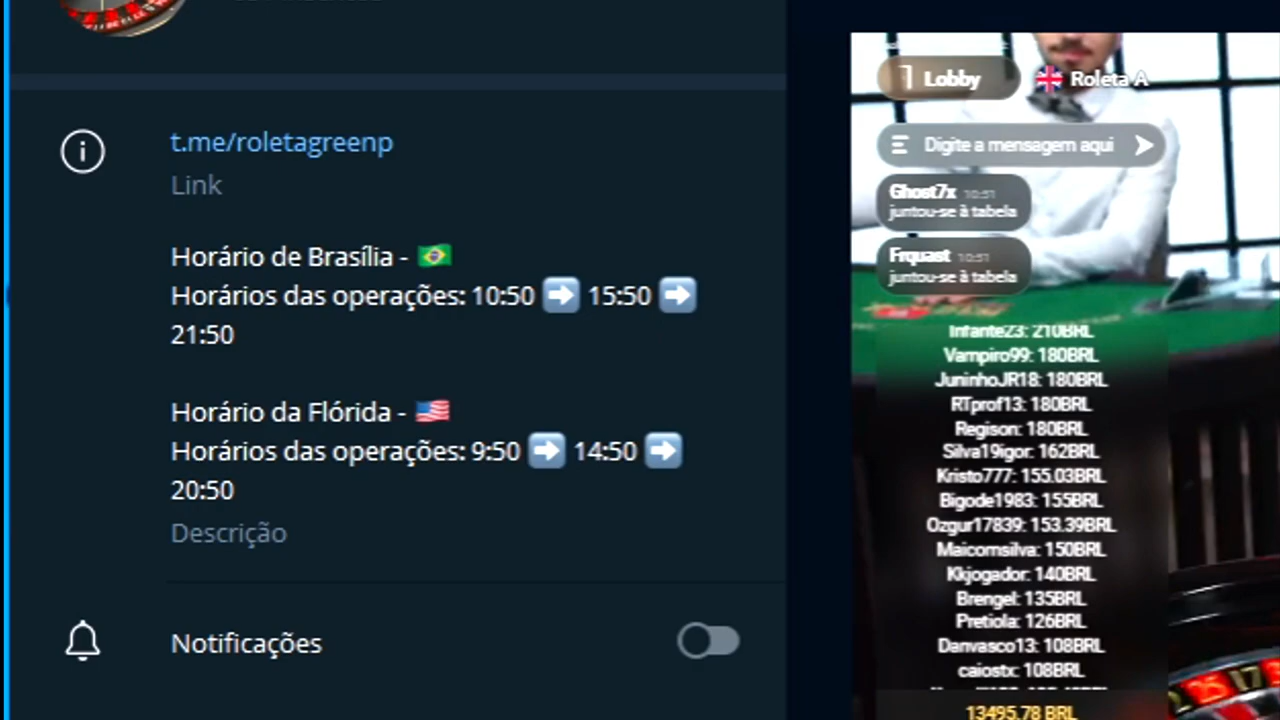 t.me/roletagreenp
Link
Horário de Brasília - 🇧🇷
Horários das operações: 10:50 ➡️ 15:50 ➡️
21:50
Horário da Flórida - 🇺🇸
Horários das operações: 9:50 ➡️ 14:50 ➡️
20:50
Descrição
Notificações
Lobby
Roleta A
Digite a mensagem aqui
Ghost7x 10:51
juntou-se à tabela
Frquast 10:51
juntou-se à tabela
Infante23: 210BRL
Vampiro99: 180BRL
JuninhoJR18: 180BRL
RTprof13: 180BRL
Regison: 180BRL
Silva19igor: 162BRL
Kristo777: 155.03BRL
Bigode1983: 155BRL
Ozgur17839: 153.39BRL
Maicomsilva: 150BRL
Kkjogador: 140BRL
Brengel: 135BRL
Pretiola: 126BRL
Danvasco13: 108BRL
caiostx: 108BRL
13495.78 BRL